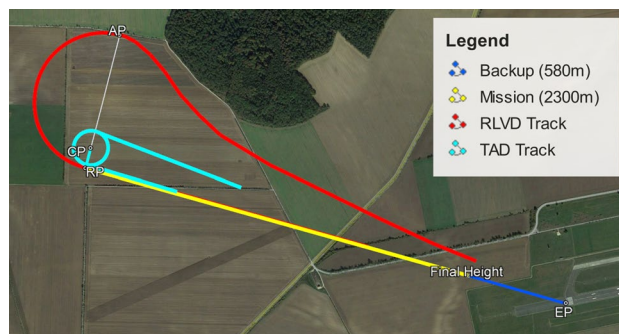 AP
CP
RP
Final Height
EP
Legend
Backup (580m)
Mission (2300m)
RLVD Track
TAD Track